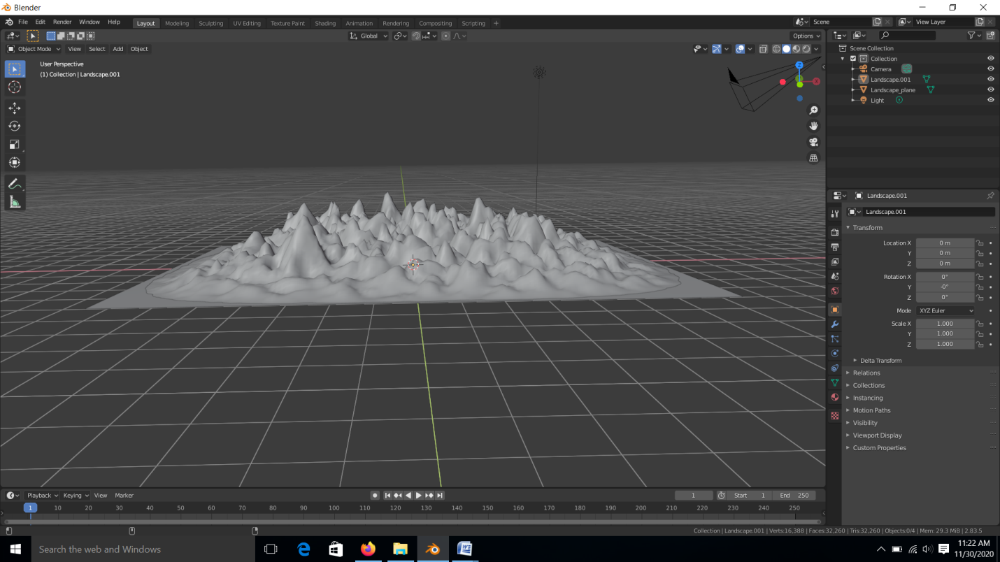 Blender
File Edit Render Window Help Layout Modeling Sculpting UV Editing Texture Paint Shading Animation Rendering Compositing Scripting + Scene View Layer
Global Options
Object Mode View Select Add Object
User Perspective
(1) Collection | Landscape.001
Z
X
Scene Collection
Collection
Camera
Landscape.001
Landscape_plane
Light
Landscape.001
Landscape.001
Transform
Location X 0 m
Y 0 m
Z 0 m
Rotation X 0°
Y -0°
Z 0°
Mode XYZ Euler
Scale X 1.000
Y 1.000
Z 1.000
Delta Transform
Relations
Collections
Instancing
Motion Paths
Visibility
Viewport Display
Custom Properties
Playback Keying View Marker 1 Start 1 End 250
1 10 20 30 40 50 60 70 80 90 100 110 120 130 140 150 160 170 180 190 200 210 220 230 240 250
Collection | Landscape.001 | Verts:16,388 | Faces:32,260 | Tris:32,260 | Objects:0/4 | Mem: 29.3 MiB | 2.83.5
Search the web and Windows
11:22 AM
11/30/2020